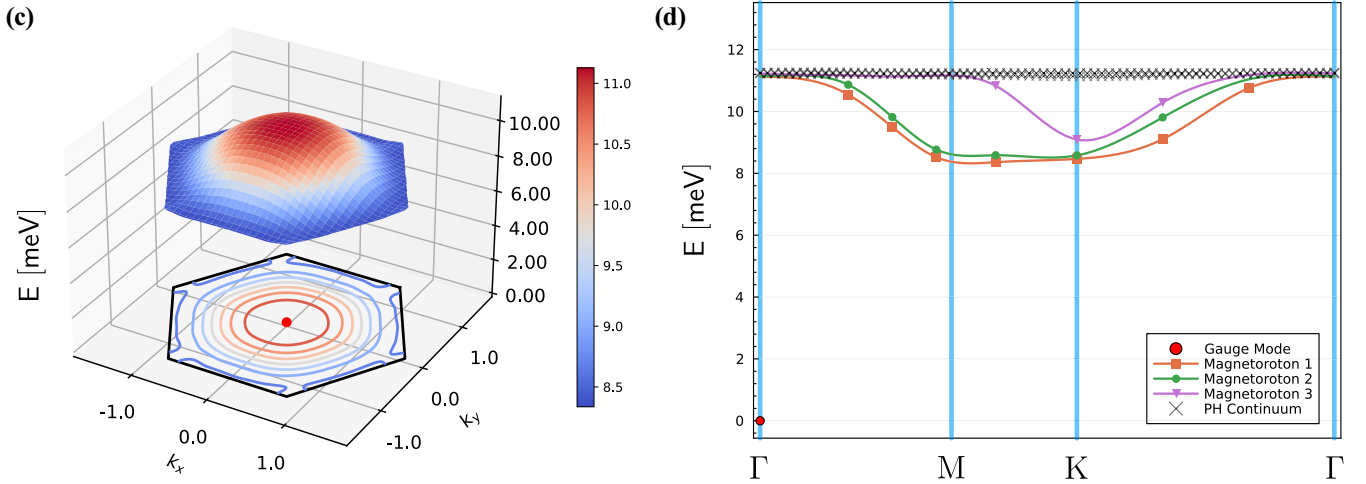 (c)
E [meV]
10.00
8.00
6.00
4.00
2.00
0.00
-1.0
0.0
1.0
kx
-1.0
0.0
1.0
ky
11.0
10.5
10.0
9.5
9.0
8.5
(d)
E [meV]
12
10
8
6
4
2
0
Γ
M
K
Γ
Gauge Mode
Magnetoroton 1
Magnetoroton 2
Magnetoroton 3
PH Continuum